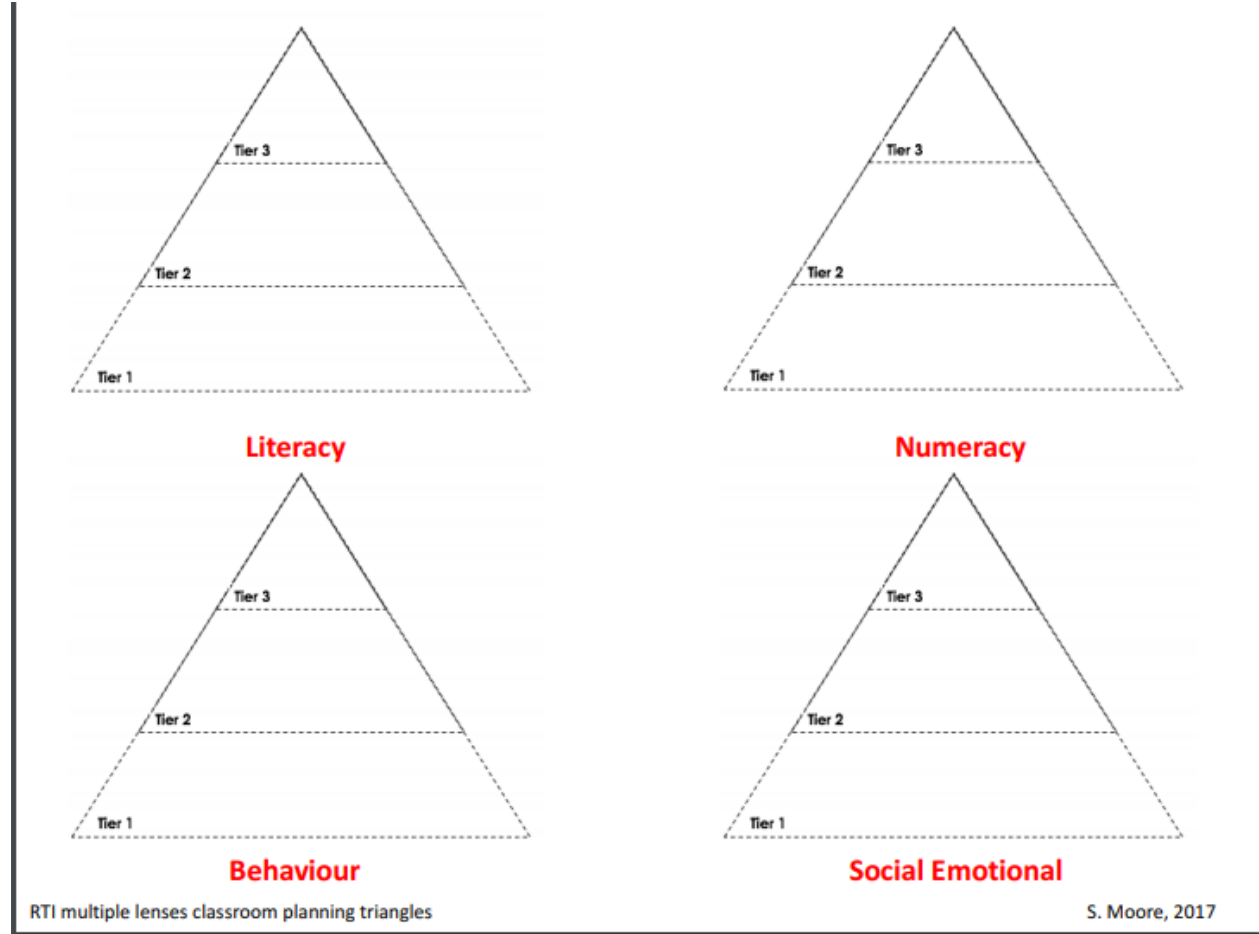 Tier 3
Tier 2
Tier 1
Literacy
Tier 3
Tier 2
Tier 1
Numeracy
Tier 3
Tier 2
Tier 1
Behaviour
Tier 3
Tier 2
Tier 1
Social Emotional
RTI multiple lenses classroom planning triangles
S. Moore, 2017